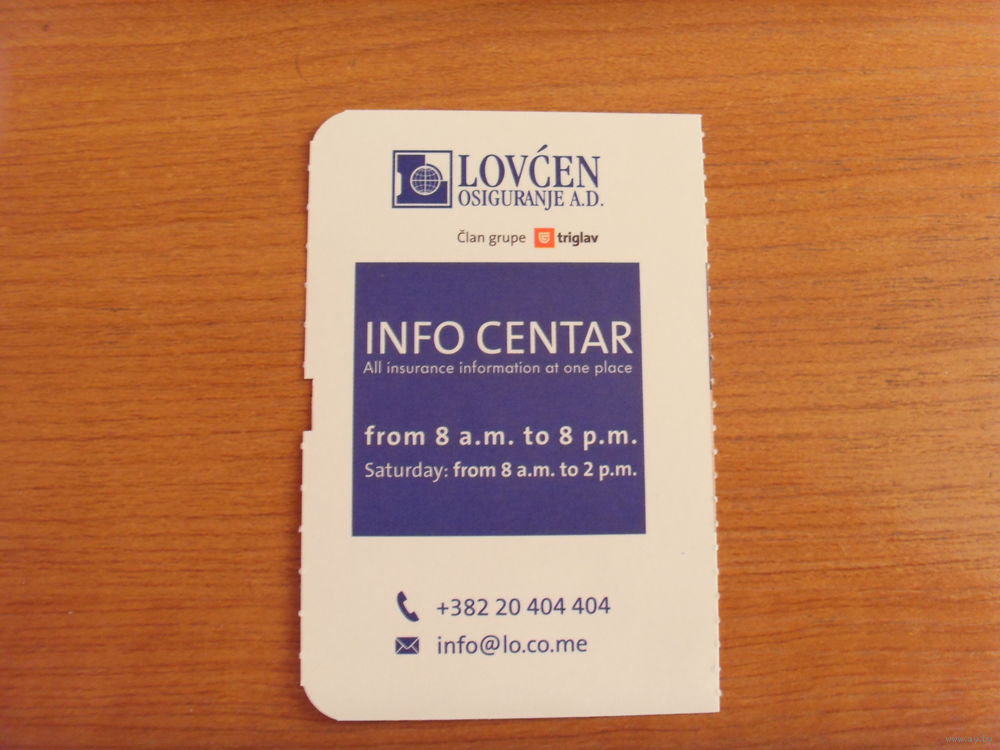 LOVĆEN
OSIGURANJE A.D.
Član grupe triglav
INFO CENTAR
All insurance information at one place
from 8 a.m. to 8 p.m.
Saturday: from 8 a.m. to 2 p.m.
+382 20 404 404
info@lo.co.me